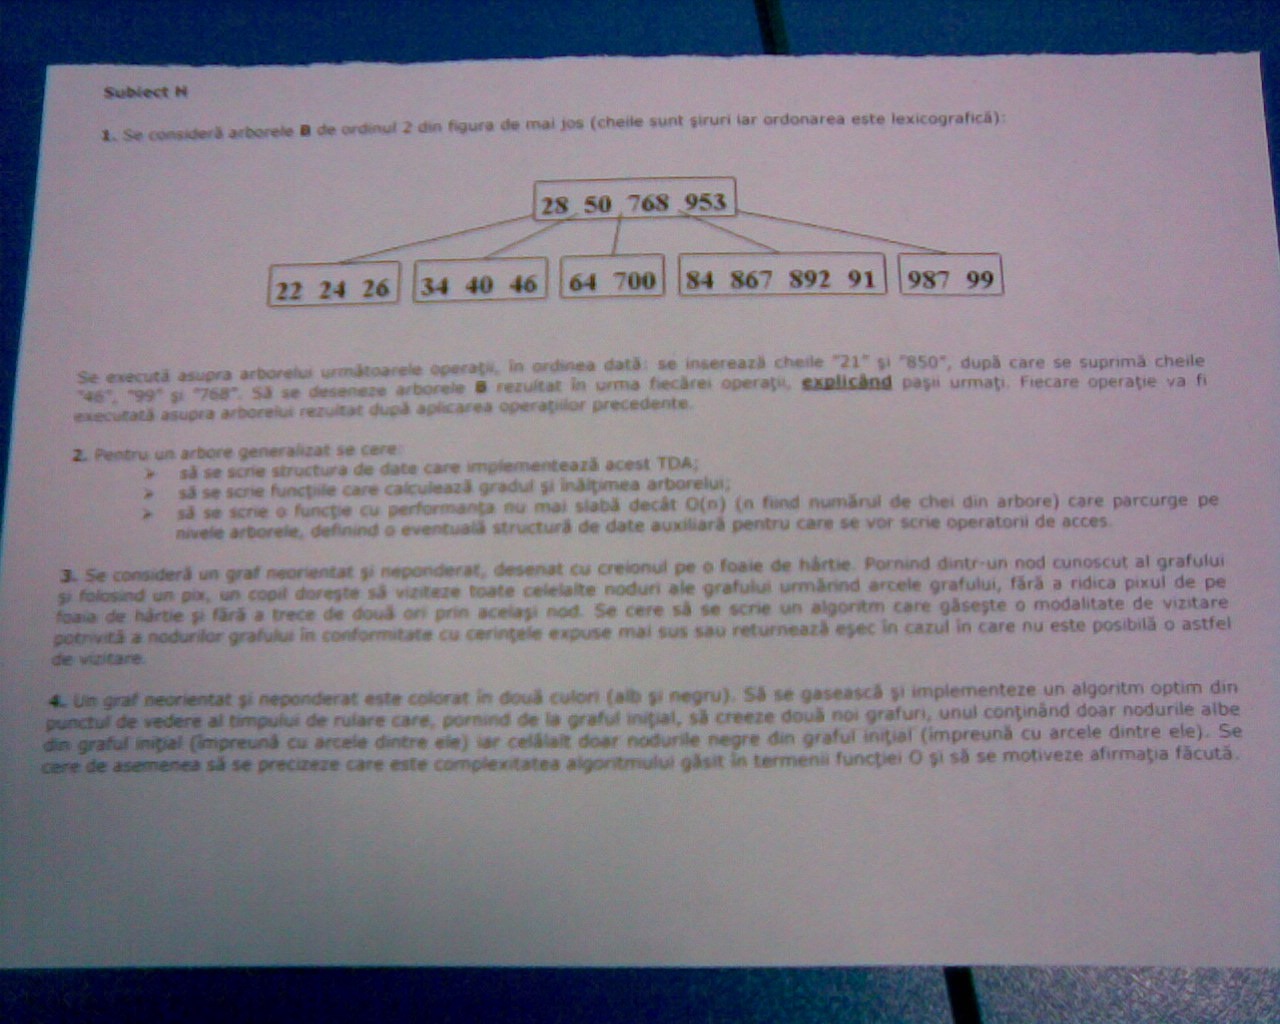 Subiect H
1. Se consideră arborele B de ordinul 2 din figura de mai jos (cheile sunt şiruri iar ordonarea este lexicografică):
28 50 768 953
22 24 26
34 40 46
64 700
84 867 892 91
987 99
Se execută asupra arborelui următoarele operaţii, în ordinea dată: se inserează cheile "21" şi "850", după care se suprimă cheile
"46", "99" şi "768". Să se deseneze arborele B rezultat în urma fiecărei operaţii, explicând paşii urmaţi. Fiecare operaţie va fi
executată asupra arborelui rezultat după aplicarea operaţiilor precedente.
2. Pentru un arbore generalizat se cere:
➢ să se scrie structura de date care implementează acest TDA;
➢ să se scrie funcţiile care calculează gradul şi înălţimea arborelui;
➢ să se scrie o funcţie cu performanţa nu mai slabă decât O(n) (n fiind numărul de chei din arbore) care parcurge pe
nivele arborele, definind o eventuală structură de date auxiliară pentru care se vor scrie operatorii de acces.
3. Se consideră un graf neorientat şi neponderat, desenat cu creionul pe o foaie de hârtie. Pornind dintr-un nod cunoscut al grafului
şi folosind un pix, un copil doreşte să viziteze toate celelalte noduri ale grafului urmărind arcele grafului, fără a ridica pixul de pe
foaia de hârtie şi fără a trece de două ori prin acelaşi nod. Se cere să se scrie un algoritm care găseşte o modalitate de vizitare
potrivită a nodurilor grafului în conformitate cu cerinţele expuse mai sus sau returnează eşec în cazul în care nu este posibilă o astfel
de vizitare.
4. Un graf neorientat şi neponderat este colorat în două culori (alb şi negru). Să se gasească şi implementeze un algoritm optim din
punctul de vedere al timpului de rulare care, pornind de la graful iniţial, să creeze două noi grafuri, unul conţinând doar nodurile albe
din graful iniţial (împreună cu arcele dintre ele) iar celălalt doar nodurile negre din graful iniţial (împreună cu arcele dintre ele). Se
cere de asemenea să se precizeze care este complexitatea algoritmului găsit în termenii funcţiei O şi să se motiveze afirmaţia făcută.